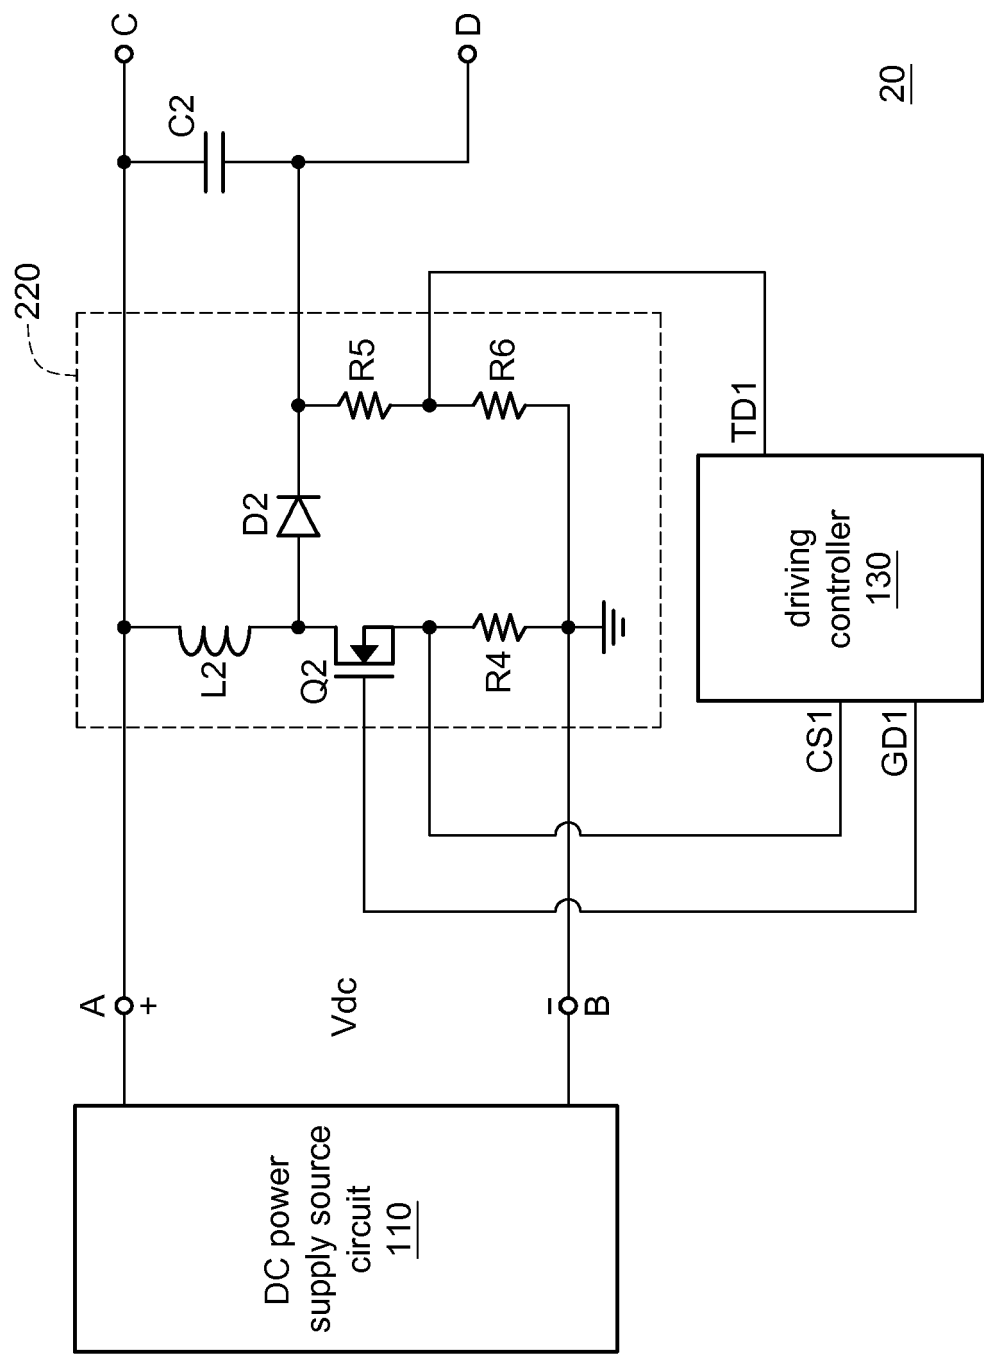 DC power
supply source
circuit
110
A
+
Vdc
–
B
220
L2
Q2
R4
D2
R5
R6
C2
C
D
CS1
GD1
TD1
driving
controller
130
20